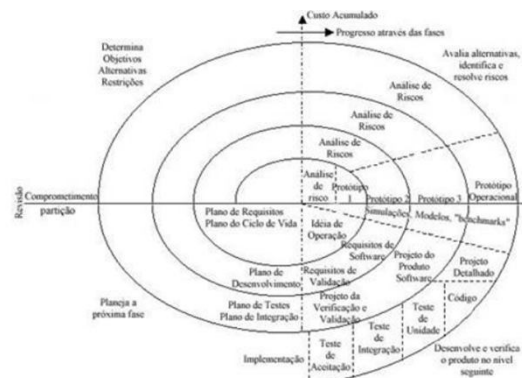 Custo Acumulado
Progresso através das fases
Determina
Objetivos
Alternativas
Restrições
Avalia alternativas,
identifica e
resolve riscos
Análise de
Riscos
Análise de
Riscos
Análise de
Riscos
Análise
de
risco
Protótipo
1
Protótipo 2
Protótipo 3
Protótipo
Operacional
Revisão
Comprometimento
partição
Plano de Requisitos
Plano do Ciclo de Vida
Idéia de
Operação
Simulações, Modelos, "benchmarks"
Requisitos de
Software
Projeto do
Produto
Software
Projeto
Detalhado
Plano de
Desenvolvimento
Requisitos de
Validação
Planeja a
próxima fase
Plano de Testes
Plano de Integração
Projeto da
Verificação e
Validação
Código
Teste de
Unidade
Teste de
Integração
Teste
de
Aceitação
Implementação
Desenvolve e verifica
o produto no nível
seguinte